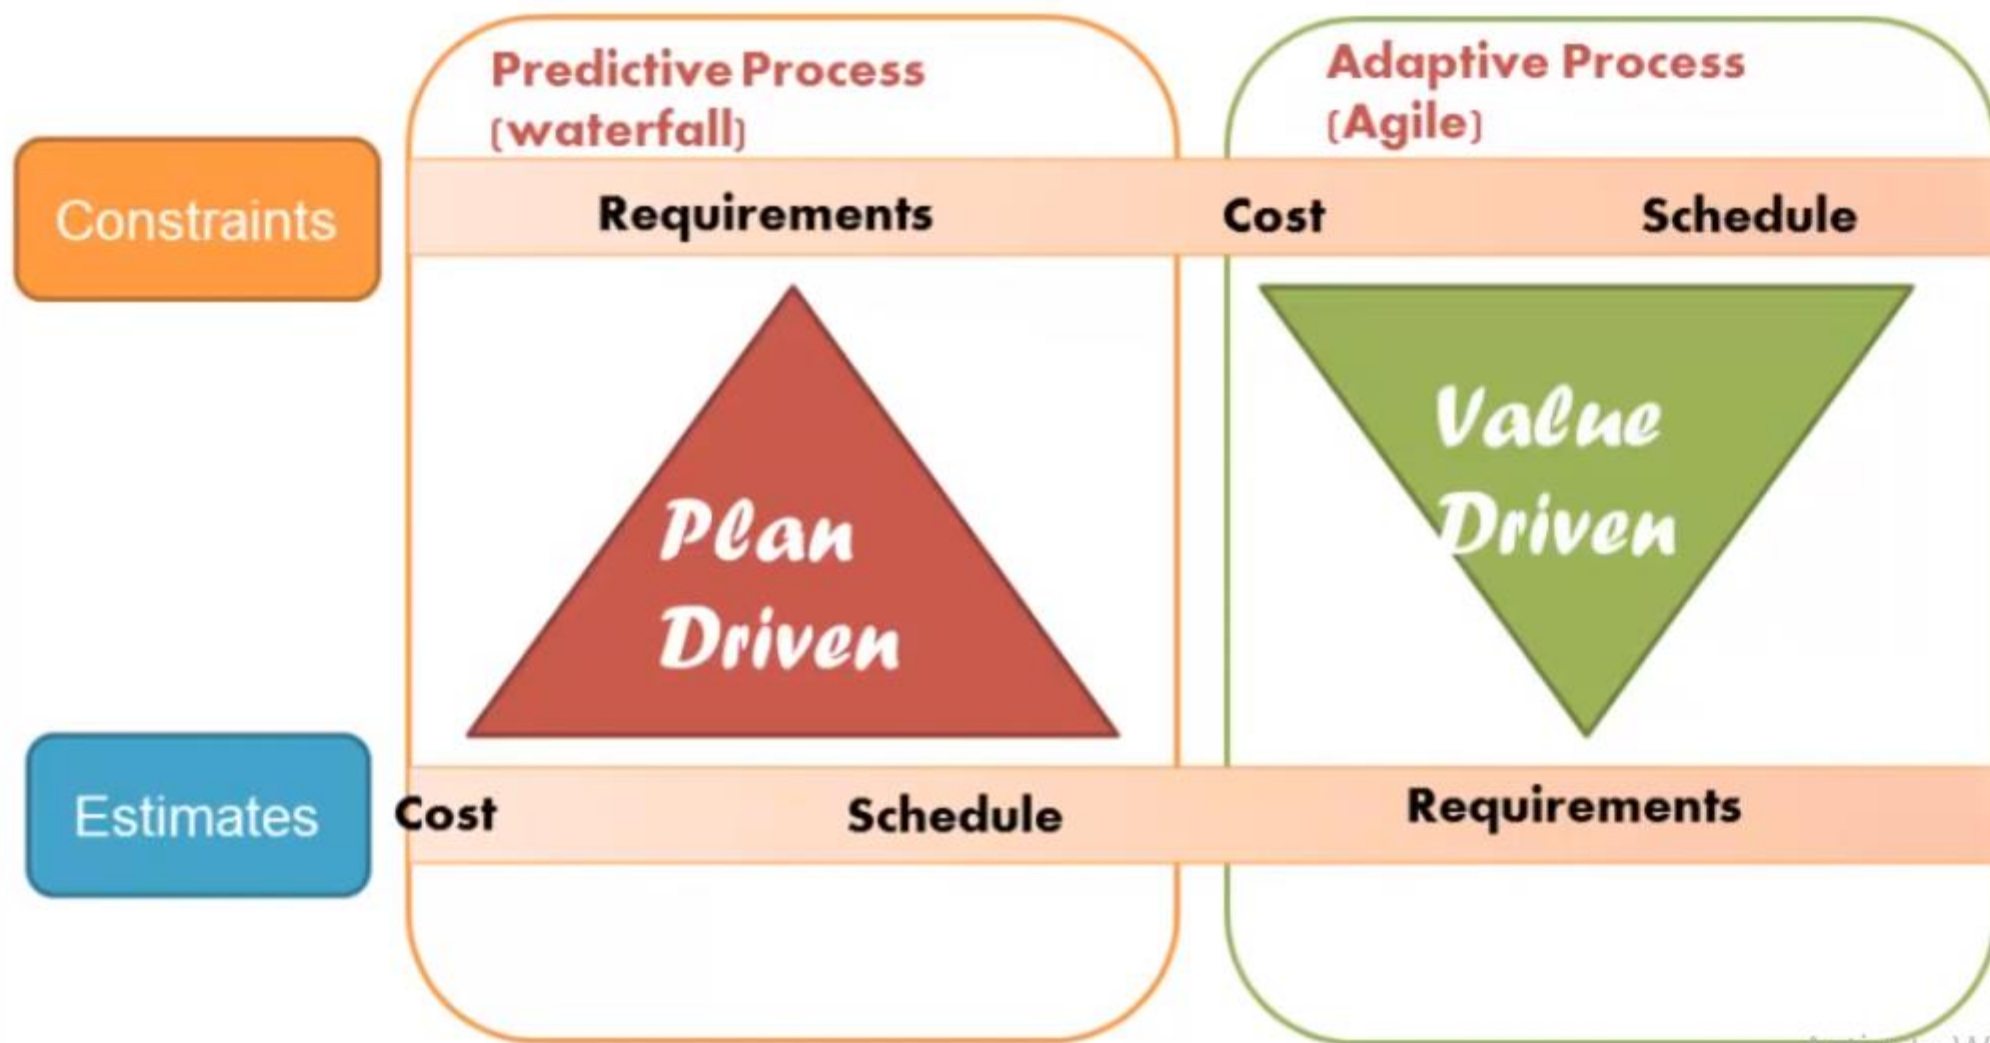 Predictive Process
(waterfall)
Adaptive Process
(Agile)
Constraints
Requirements
Cost
Schedule
Plan
Driven
Value
Driven
Estimates
Cost
Schedule
Requirements